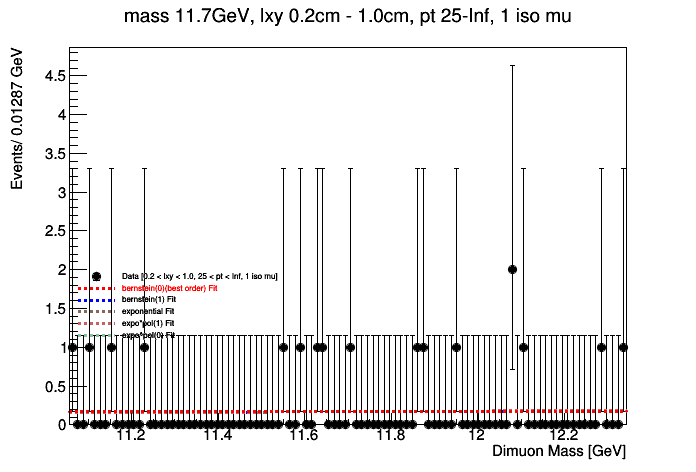 mass 11.7GeV, lxy 0.2cm - 1.0cm, pt 25-Inf, 1 iso mu
Events/ 0.01287 GeV
4.5
4
3.5
3
2.5
2
1.5
1
0.5
0
Data [0.2 < lxy < 1.0, 25 < pt < Inf, 1 iso mu]
bernstein(0)(best order) Fit
bernstein(1) Fit
exponential Fit
expo*pol(1) Fit
expo*pol(0) Fit
11.2 11.4 11.6 11.8 12 12.2
Dimuon Mass [GeV]